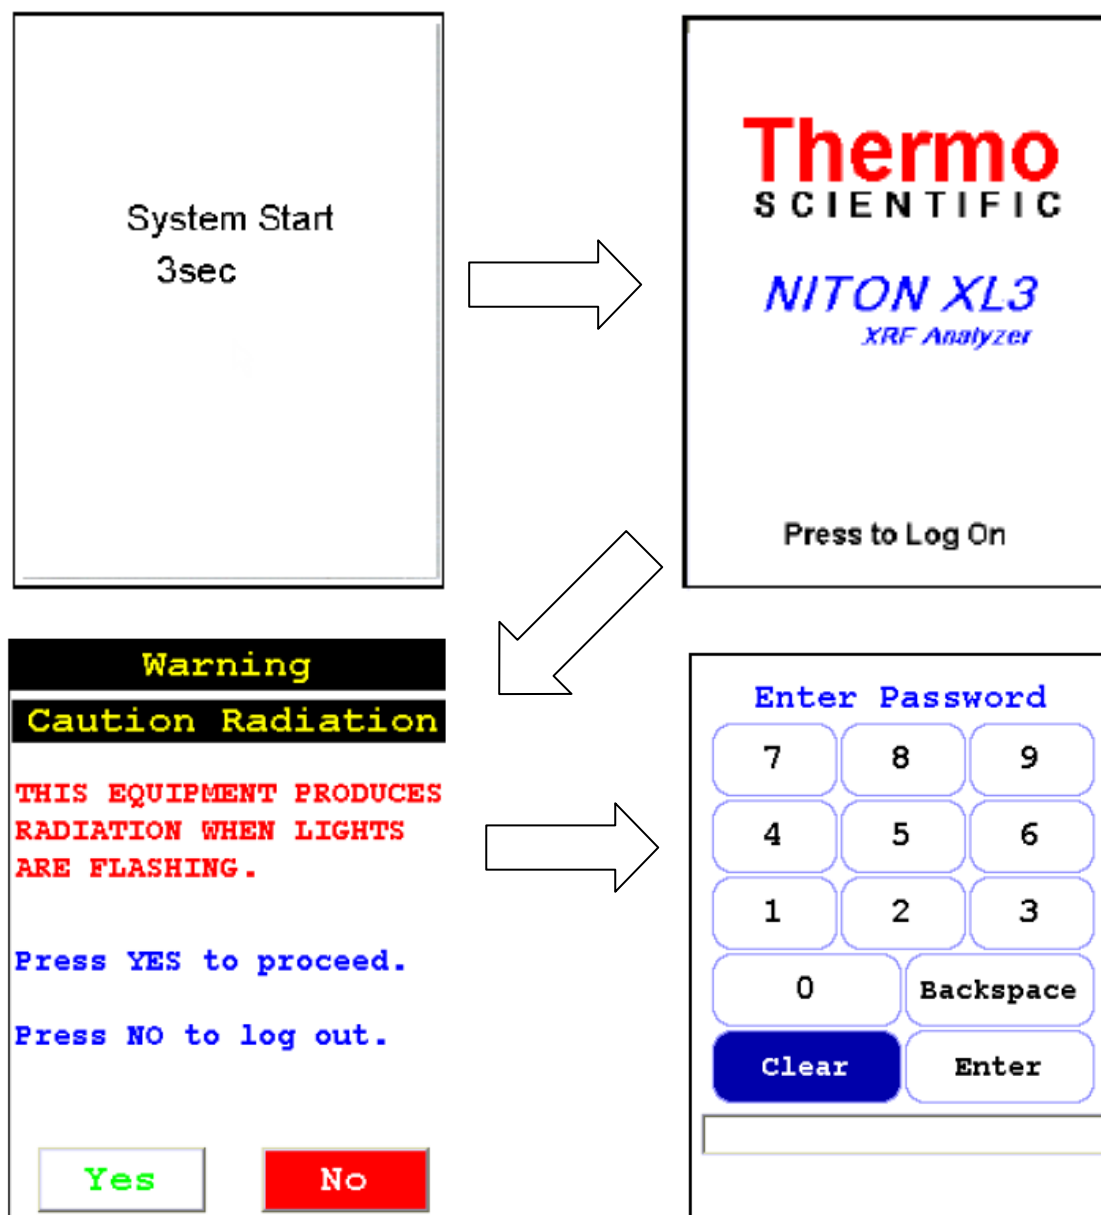 System Start
3sec
Thermo
SCIENTIFIC
NITON XL3
XRF Analyzer
Press to Log On
Warning
Caution Radiation
THIS EQUIPMENT PRODUCES
RADIATION WHEN LIGHTS
ARE FLASHING.
Press YES to proceed.
Press NO to log out.
Yes No
Enter Password
7 8 9
4 5 6
1 2 3
0 Backspace
Clear Enter